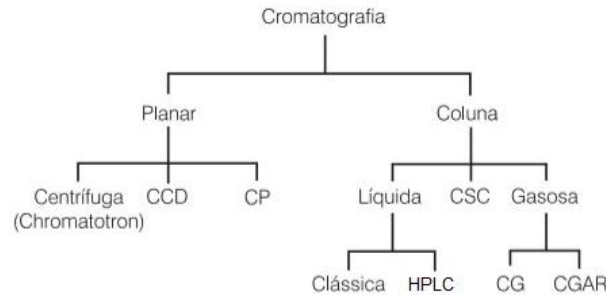 Cromatografia
Planar
Coluna
Centrífuga
(Chromatotron)
CCD
CP
Líquida
CSC
Gasosa
Clássica
HPLC
CG
CGAR